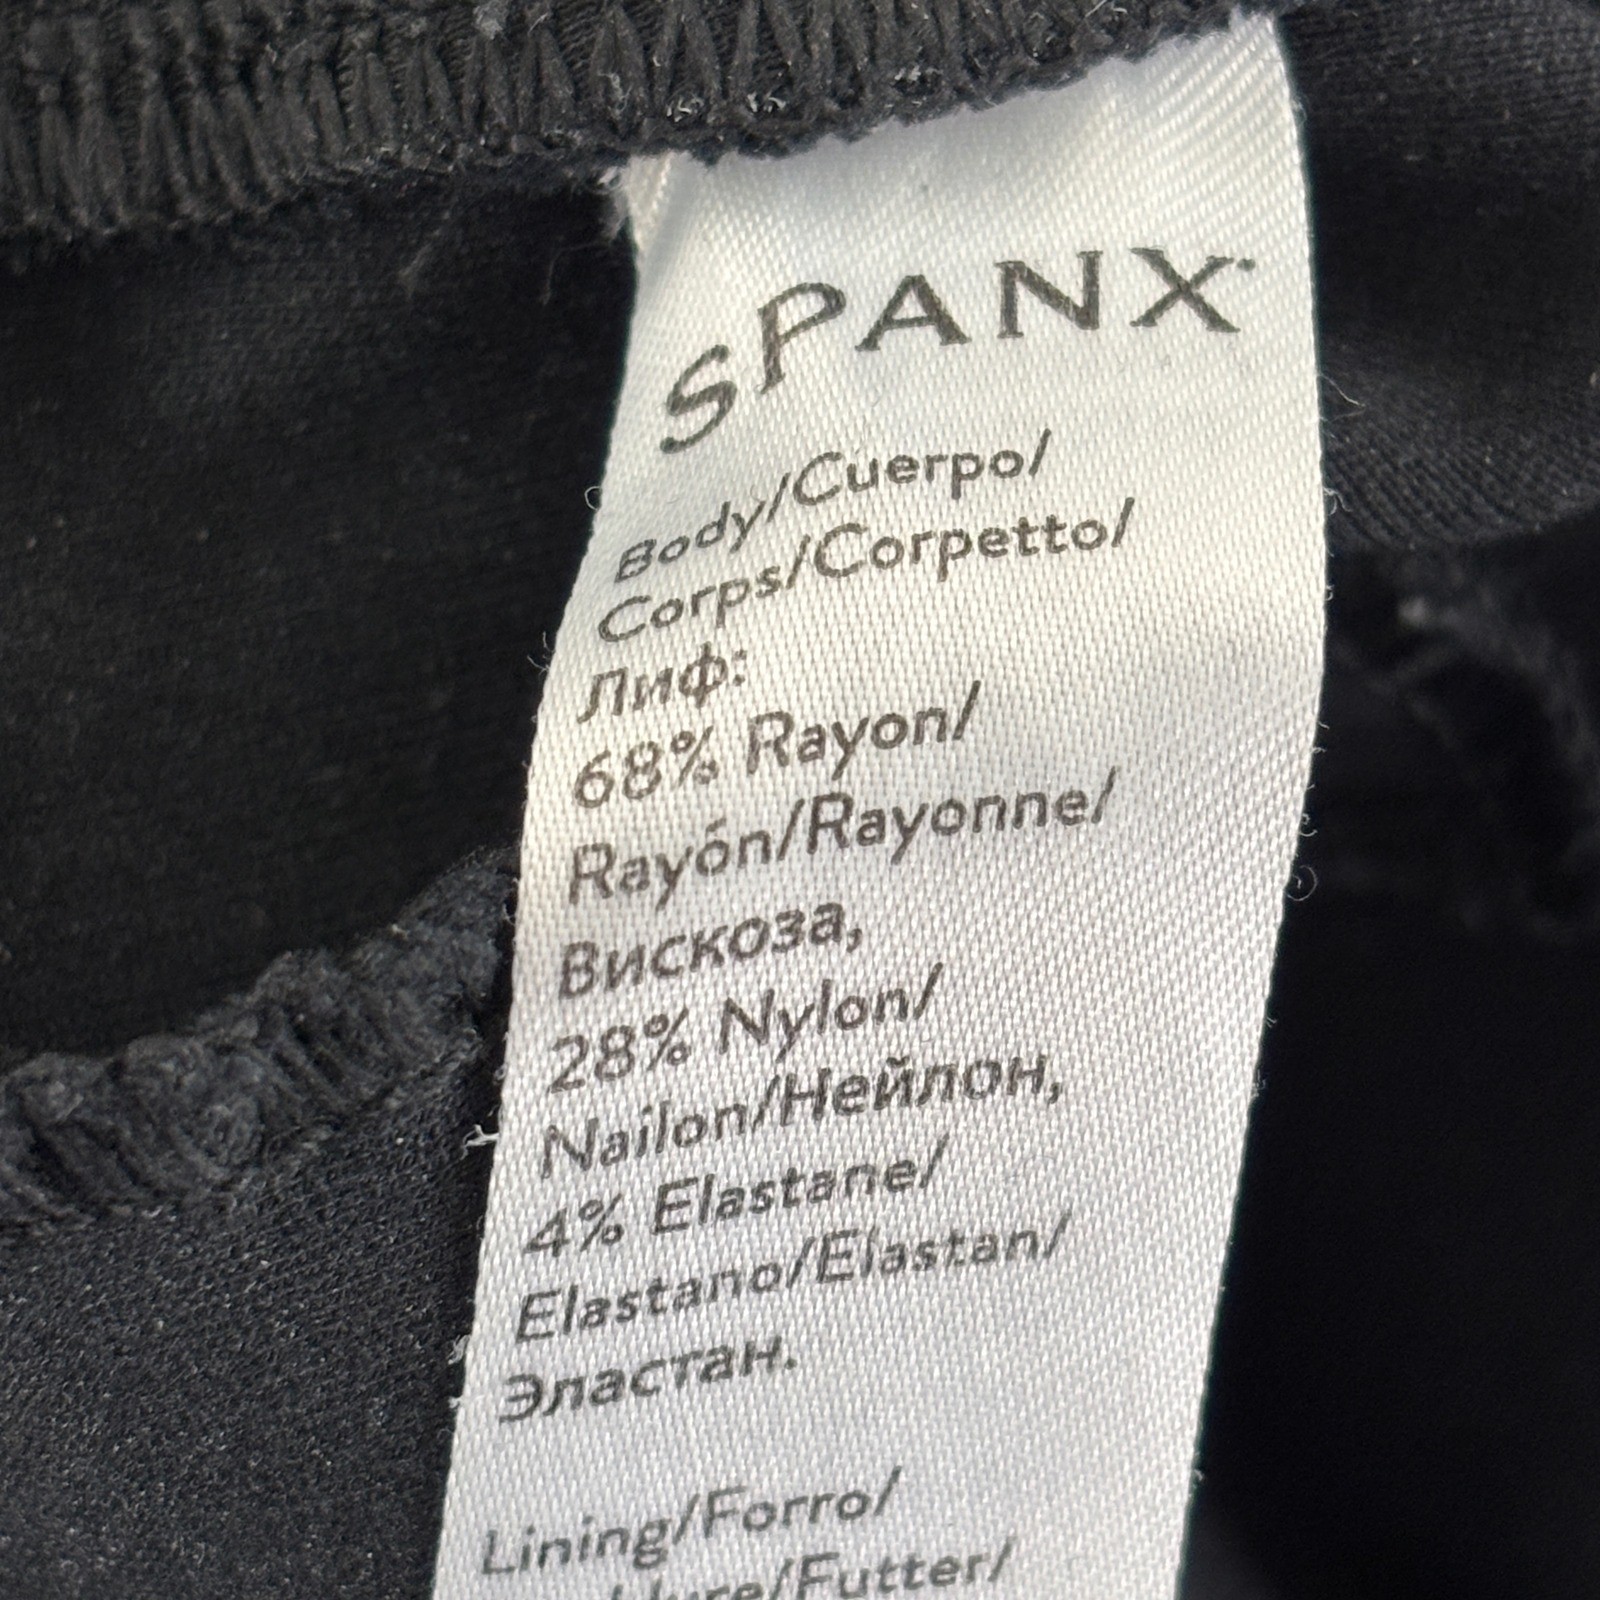 SPANX
Body/Cuerpo/
Corps/Corpetto/
Лиф:
68% Rayon/
Rayón/Rayonne/
Вискоза,
28% Nylon/
Nailon/Нейлон,
4% Elastane/
Elastano/Elastan/
Эластан.
Lining/Forro/
/Futter/